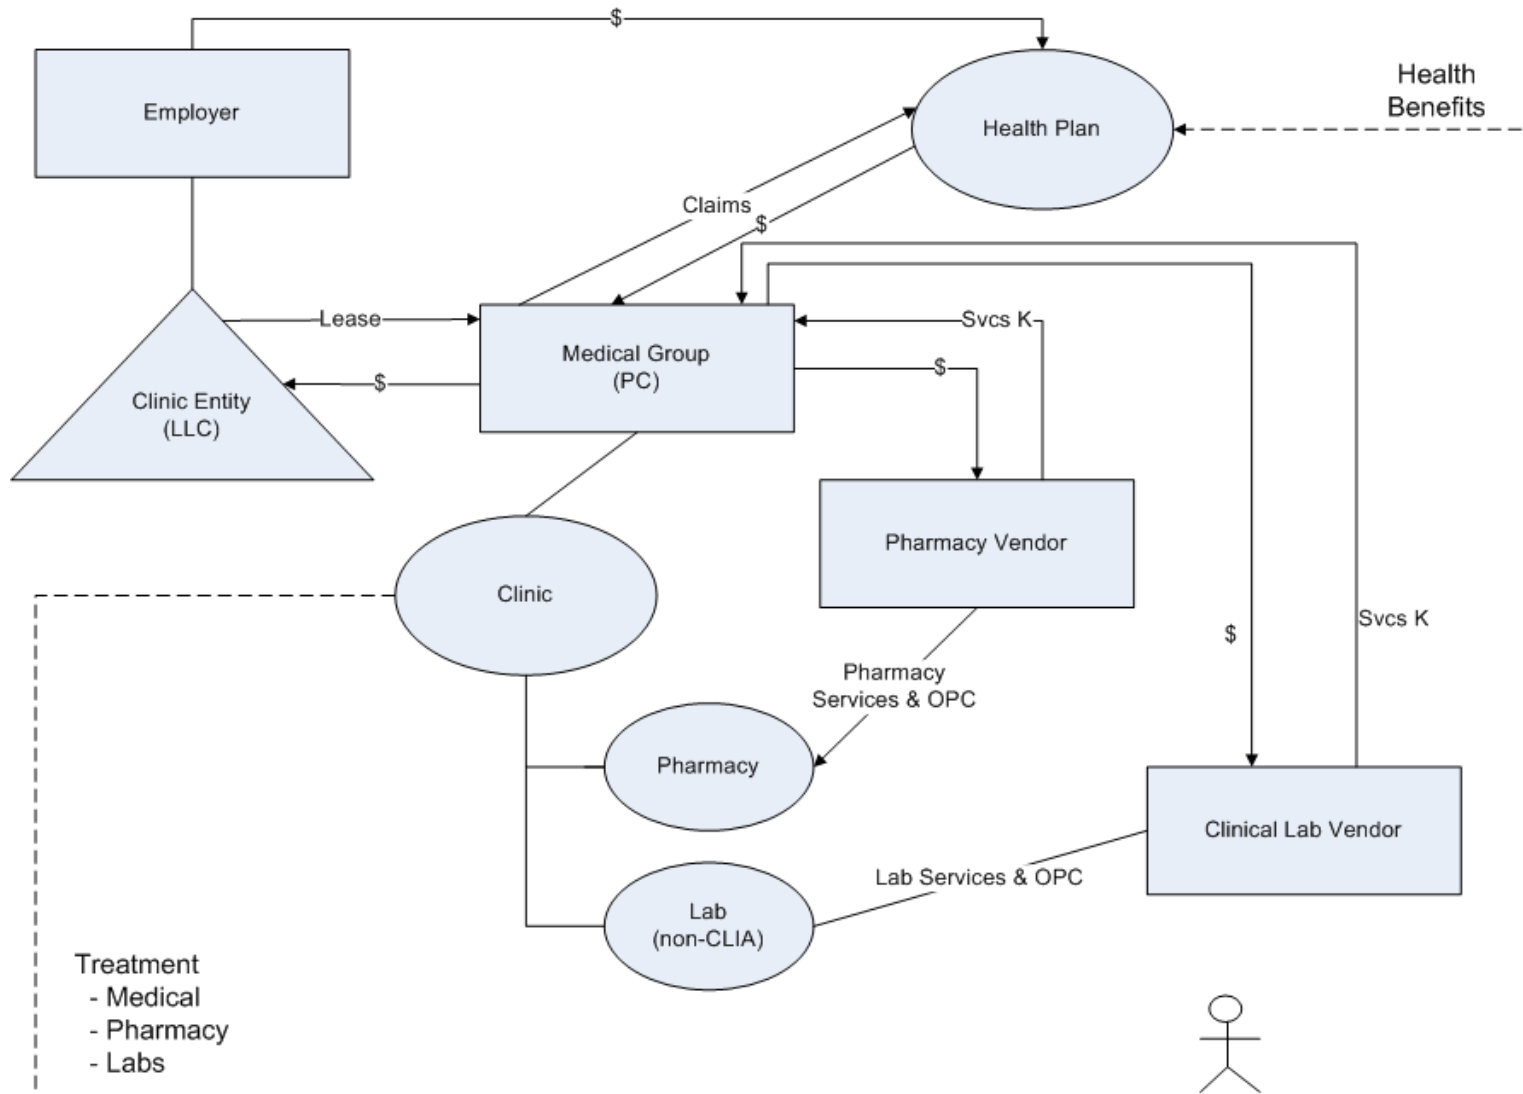 $
Employer
Health Plan
Health
Benefits
Claims
$
Lease
Medical Group
(PC)
Svcs K
$
$
Clinic Entity
(LLC)
Pharmacy Vendor
Clinic
$
Svcs K
Pharmacy
Services & OPC
Pharmacy
Clinical Lab Vendor
Lab Services & OPC
Lab
(non-CLIA)
Treatment
- Medical
- Pharmacy
- Labs